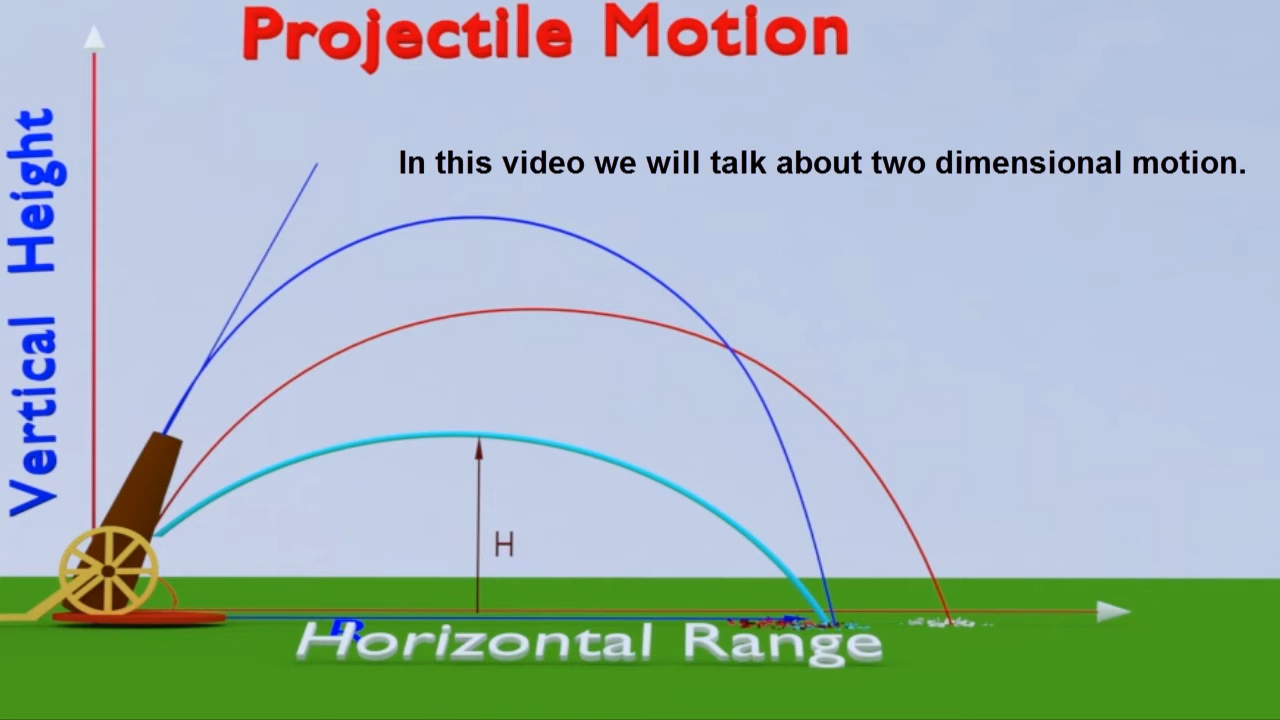 Projectile Motion
In this video we will talk about two dimensional motion.
Vertical Height
H
R
Horizontal Range